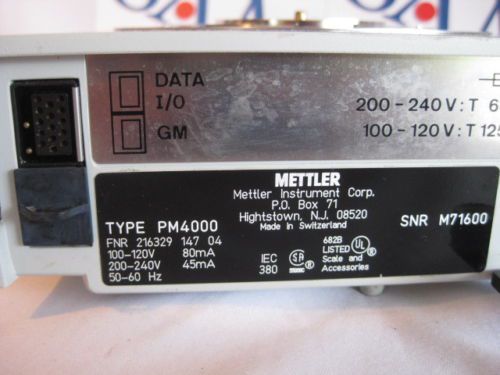 DATA
I/O
GM
200-240V: T 6
100-120V: T 125
METTLER
Mettler Instrument Corp.
P.O. Box 71
Hightstown, N.J. 08520
Made in Switzerland
TYPE PM4000
SNR M71600
FNR 216329 147 04
100-120V 80mA
200-240V 45mA
50-60 Hz
IEC
380
SA
®
682B
LISTED UL ®
Scale and
Accessories